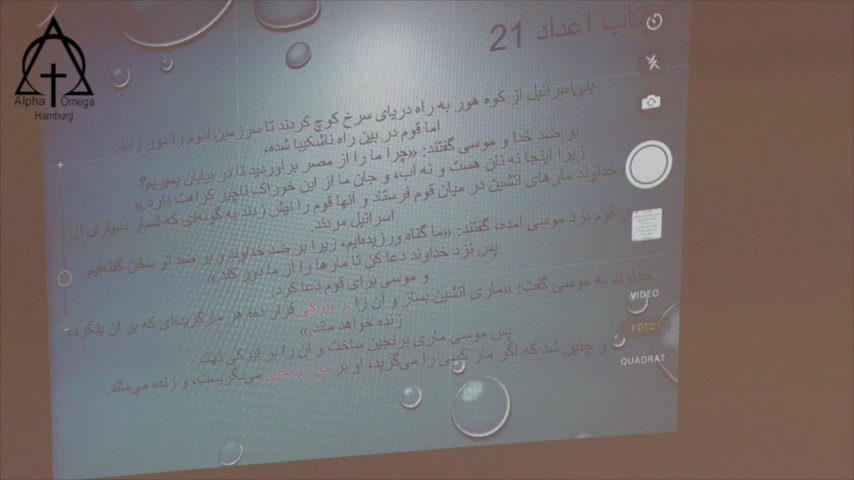 Alpha Omega
Hamburg
کتاب اعداد 21
بنی‌اسرائیل از کوه هور به راه دریای سرخ کوچ کردند تا سرزمین ادوم را دور زنند.
اما قوم در بین راه ناشکیبا شده،
بر ضد خدا و موسی گفتند: «چرا ما را از مصر برآوردید تا در بیابان بمیریم؟
زیرا اینجا نه نان هست و نه آب، و جان ما از این خوراک ناچیز کراهت دارد.»
خداوند مارهای آتشین در میان قوم فرستاد و آنها قوم را نیش زدند به گونه‌ای که شمار بسیاری از
اسرائیل مردند.
پس قوم نزد موسی آمده، گفتند: «ما گناه ورزیده‌ایم، زیرا بر ضد خداوند و بر ضد تو سخن گفته‌ایم.
پس نزد خداوند دعا کن تا مارها را از ما دور کند.»
و موسی برای قوم دعا کرد.
خداوند به موسی گفت: «ماری آتشین بساز و آن را بر تیرکی قرار ده؛ هر مارگزیده‌ای که بر آن بنگرد،
زنده خواهد ماند.»
پس موسی ماری برنجین ساخت و آن را بر تیرکی نهاد.
و چنین شد که اگر مار کسی را می‌گزید، او بر مار برنجین می‌نگریست، و زنده می‌ماند.
VIDEO
FOTO
QUADRAT